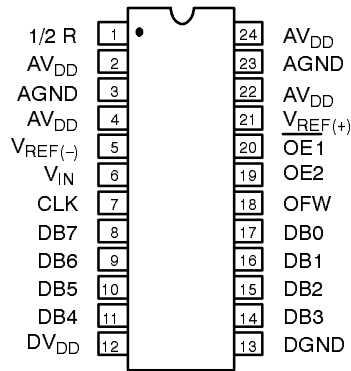 1/2 R 1 24 AVDD
AVDD 2 23 AGND
AGND 3 22 AVDD
AVDD 4 21 VREF(+)
VREF(–) 5 20 OE1
VIN 6 19 OE2
CLK 7 18 OFW
DB7 8 17 DB0
DB6 9 16 DB1
DB5 10 15 DB2
DB4 11 14 DB3
DVDD 12 13 DGND